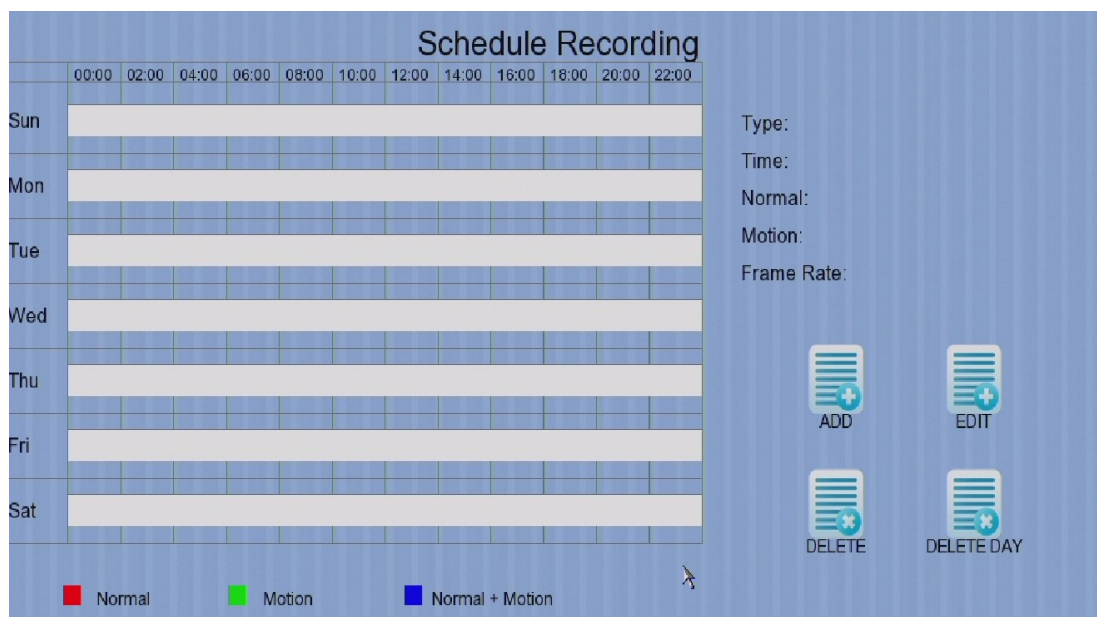 Schedule Recording
00:00 02:00 04:00 06:00 08:00 10:00 12:00 14:00 16:00 18:00 20:00 22:00
Sun
Mon
Tue
Wed
Thu
Fri
Sat
Type:
Time:
Normal:
Motion:
Frame Rate:
ADD EDIT
DELETE DELETE DAY
Normal Motion Normal + Motion